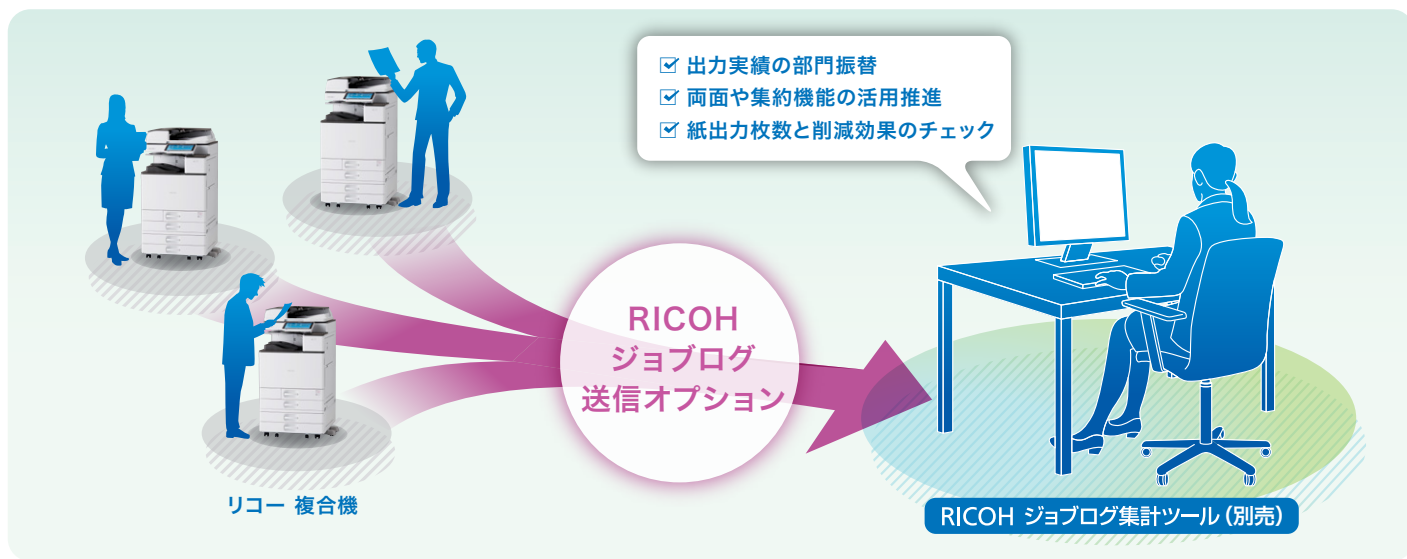 ☑ 出力実績の部門振替
☑ 両面や集約機能の活用推進
☑ 紙出力枚数と削減効果のチェック
RICOH
ジョブログ
送信オプション
リコー 複合機
RICOH ジョブログ集計ツール（別売）